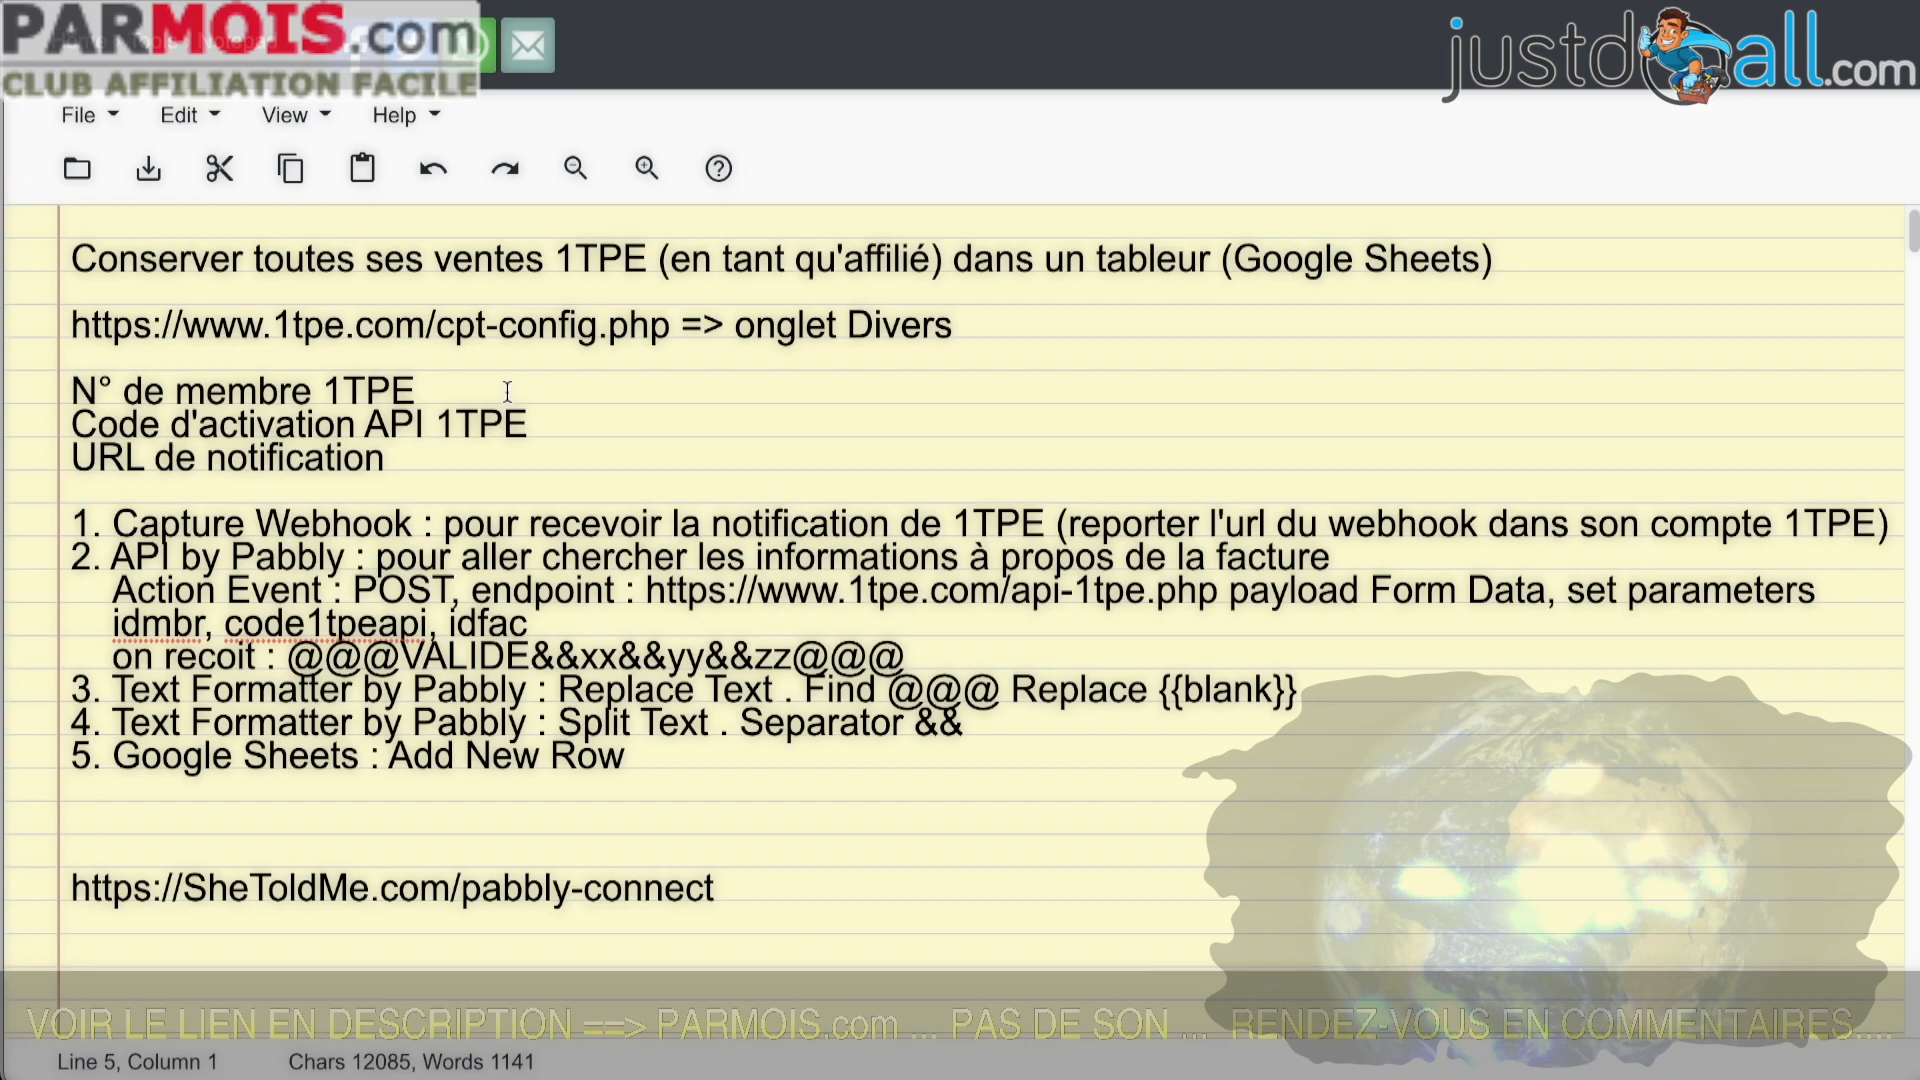 PARMOIS.com
CLUB AFFILIATION FACILE
justd all.com
File Edit View Help
Conserver toutes ses ventes 1TPE (en tant qu'affilié) dans un tableur (Google Sheets)
https://www.1tpe.com/cpt-config.php => onglet Divers
N° de membre 1TPE
Code d'activation API 1TPE
URL de notification
1. Capture Webhook : pour recevoir la notification de 1TPE (reporter l'url du webhook dans son compte 1TPE)
2. API by Pabbly : pour aller chercher les informations à propos de la facture
Action Event : POST, endpoint : https://www.1tpe.com/api-1tpe.php payload Form Data, set parameters
idmbr, code1tpeapi, idfac
on recoit : @@@VALIDE&&xx&&yy&&zz@@@
3. Text Formatter by Pabbly : Replace Text . Find @@@ Replace {{blank}}
4. Text Formatter by Pabbly : Split Text . Separator &&
5. Google Sheets : Add New Row
https://SheToldMe.com/pabbly-connect
VOIR LE LIEN EN DESCRIPTION ==> PARMOIS.com ... PAS DE SON ... RENDEZ-VOUS EN COMMENTAIRES....
Line 5, Column 1 Chars 12085, Words 1141